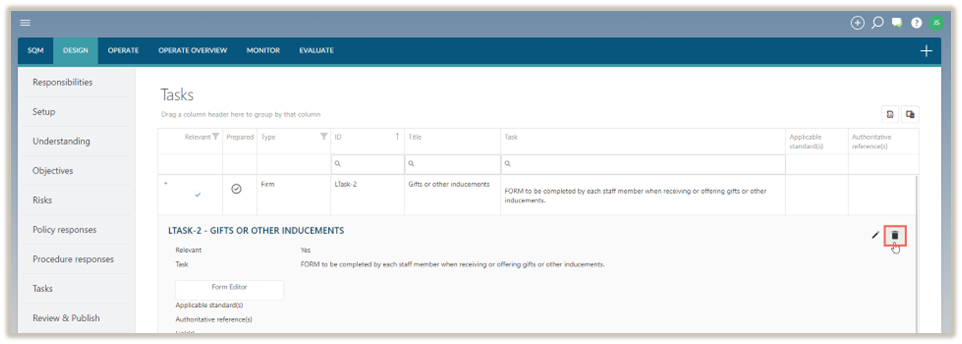 JS
SQM DESIGN OPERATE OPERATE OVERVIEW MONITOR EVALUATE
Responsibilities
Setup
Understanding
Objectives
Risks
Policy responses
Procedure responses
Tasks
Review & Publish
Tasks
Drag a column header here to group by that column
Relevant Prepared Type ID Title Task Applicable standard(s) Authoritative reference(s)
Firm LTask-2 Gifts or other inducements FORM to be completed by each staff member when receiving or offering gifts or other
inducements.
LTASK-2 - GIFTS OR OTHER INDUCEMENTS
Relevant Yes
Task FORM to be completed by each staff member when receiving or offering gifts or other inducements.
Form Editor
Applicable standard(s)
Authoritative reference(s)